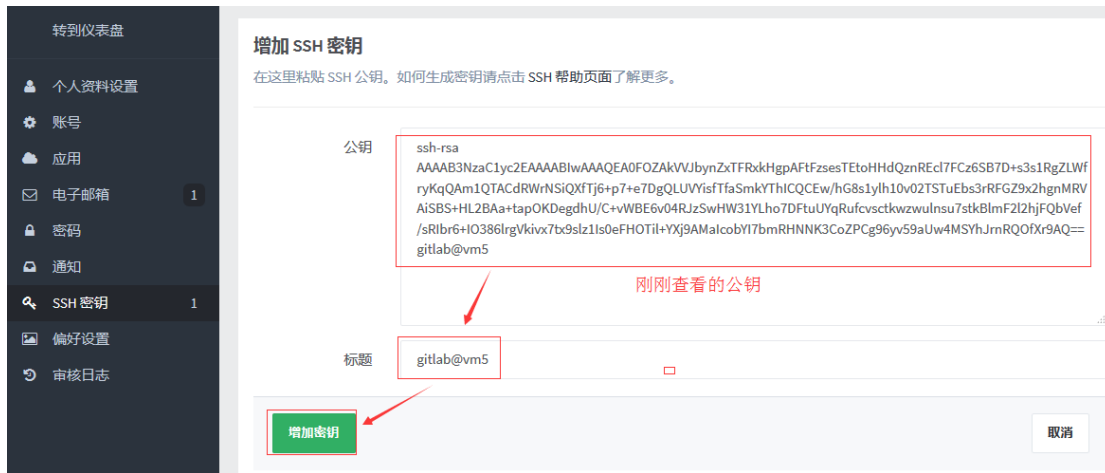 转到仪表盘
个人资料设置
账号
应用
电子邮箱 1
密码
通知
SSH 密钥 1
偏好设置
审核日志
增加 SSH 密钥
在这里粘贴 SSH 公钥。如何生成密钥请点击 SSH 帮助页面了解更多。
公钥
ssh-rsa
AAAAB3NzaC1yc2EAAAABIwAAAQEA0FOZAkVVJbynZxTFRxkHgpAFtFzsesTEtoHHdQznREcl7FCz6SB7D+s3s1RgZLWf
ryKqQAm1QTACdRWrNSiQXfTj6+p7+e7DgQLUVYisfTfaSmkYThICQCEw/hG8s1ylh10v02TSTuEbs3rRFGZ9x2hgnMRV
AiSBS+HL2BAa+tapOKDegdhU/C+vWBE6v04RJzSwHW31YLho7DFtuUYqRufcvsctkwzwulnsu7stkBlmF2l2hjFQbVef
/sRIbr6+IO386lrgVkivx7tx9slz1Is0eFHOTil+YXj9AMaIcobYI7bmRHNNK3CoZPCg96yv59aUw4MSYhJrnRQOfXr9AQ==
gitlab@vm5
刚刚查看的公钥
标题
gitlab@vm5
增加密钥
取消